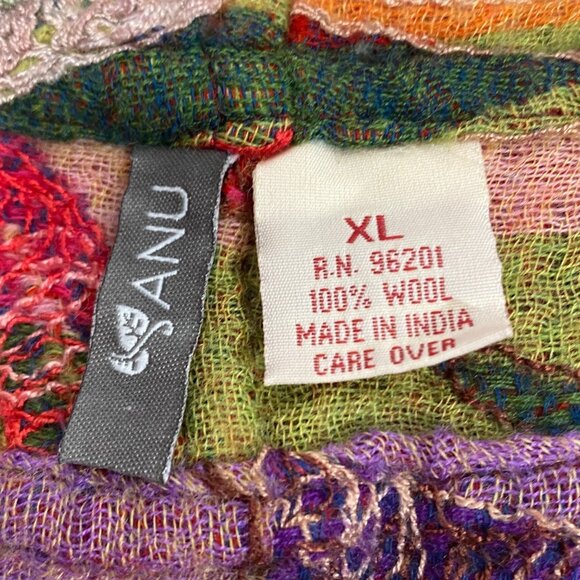 ANU
XL
R.N. 96201
100% WOOL
MADE IN INDIA
CARE OVER